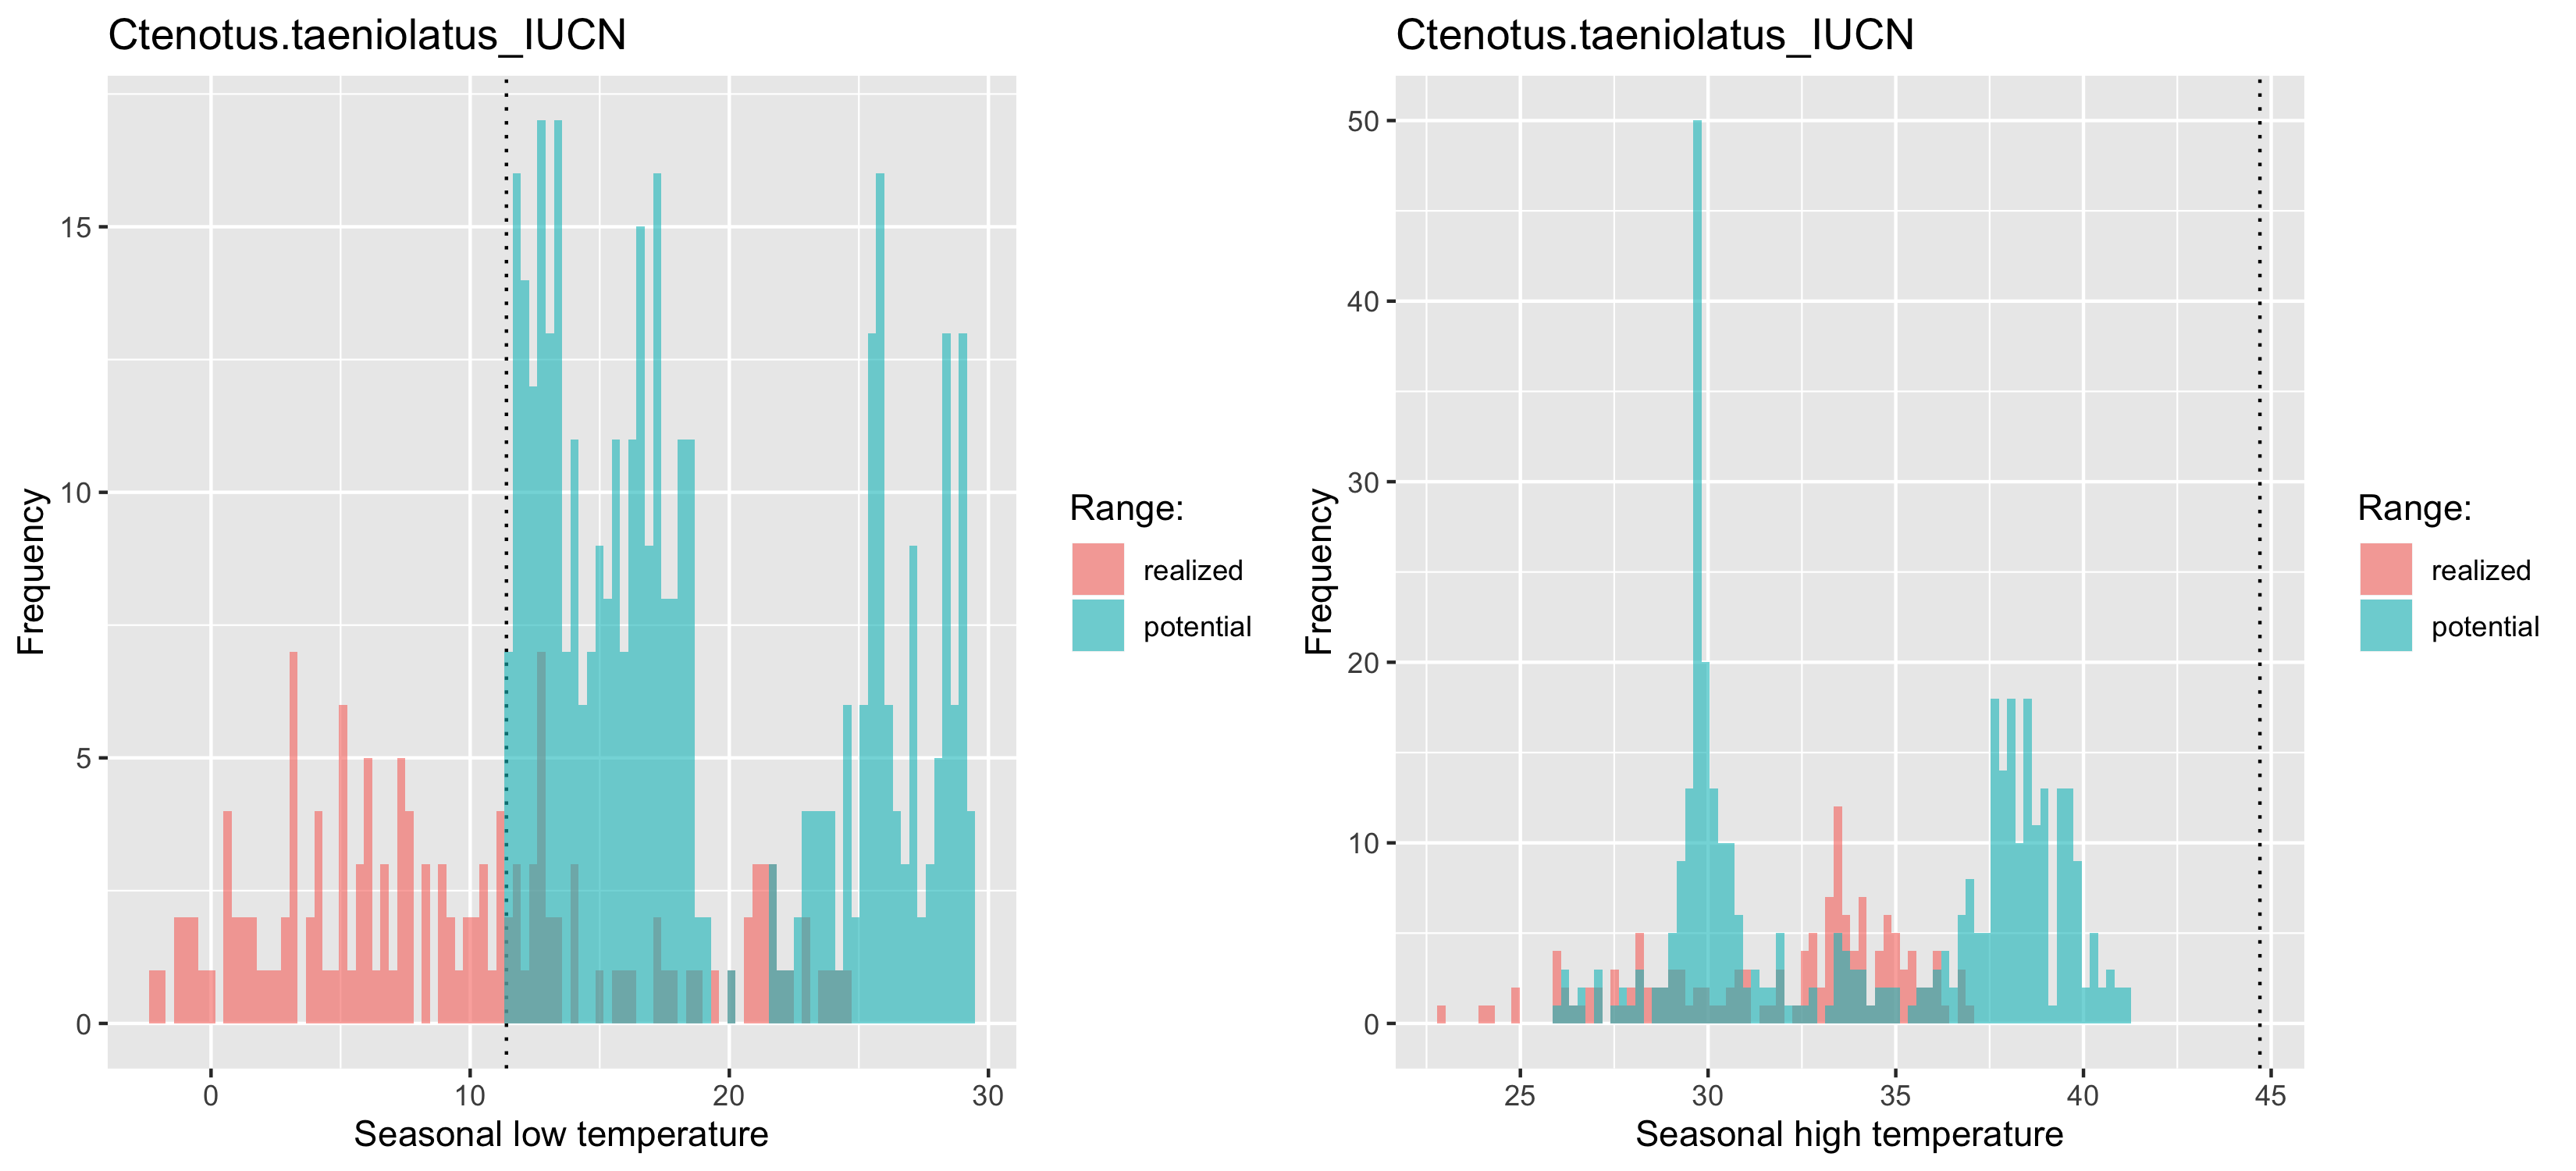 Ctenotus.taeniolatus_IUCN
15
10
5
0
Frequency
0 10 20 30
Seasonal low temperature
Range:
realized
potential
Ctenotus.taeniolatus_IUCN
50
40
30
20
10
0
Frequency
25 30 35 40 45
Seasonal high temperature
Range:
realized
potential